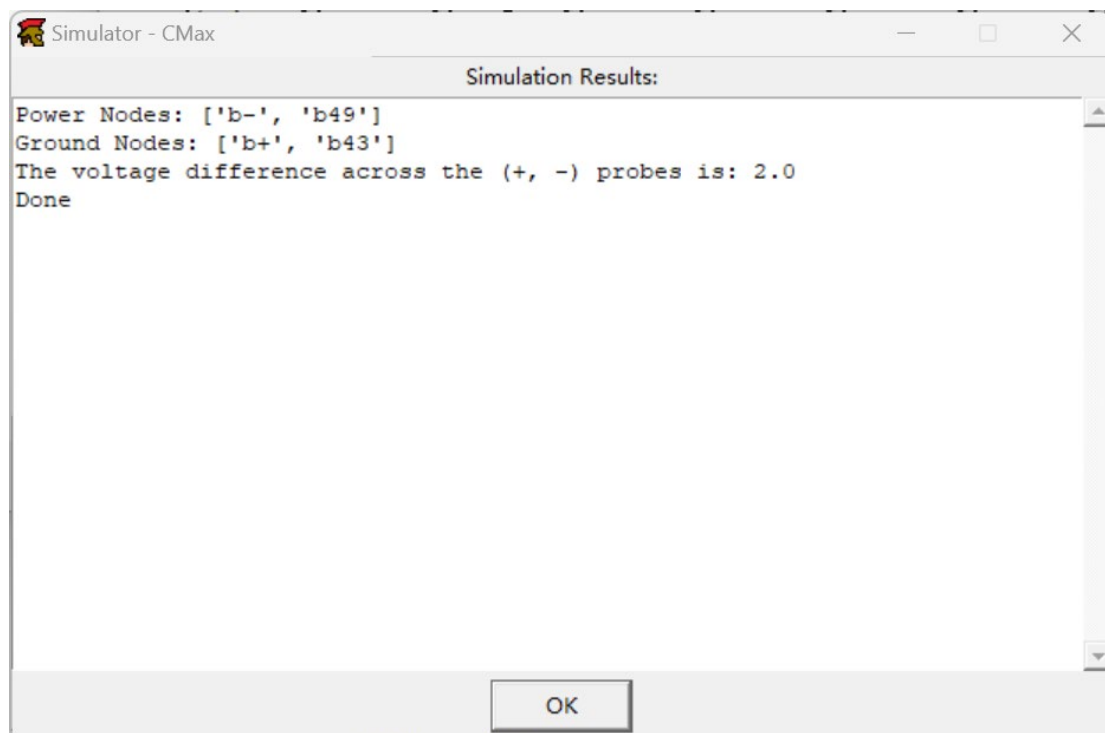 Simulator - CMax
Simulation Results:
Power Nodes: ['b-', 'b49']
Ground Nodes: ['b+', 'b43']
The voltage difference across the (+, -) probes is: 2.0
Done
OK